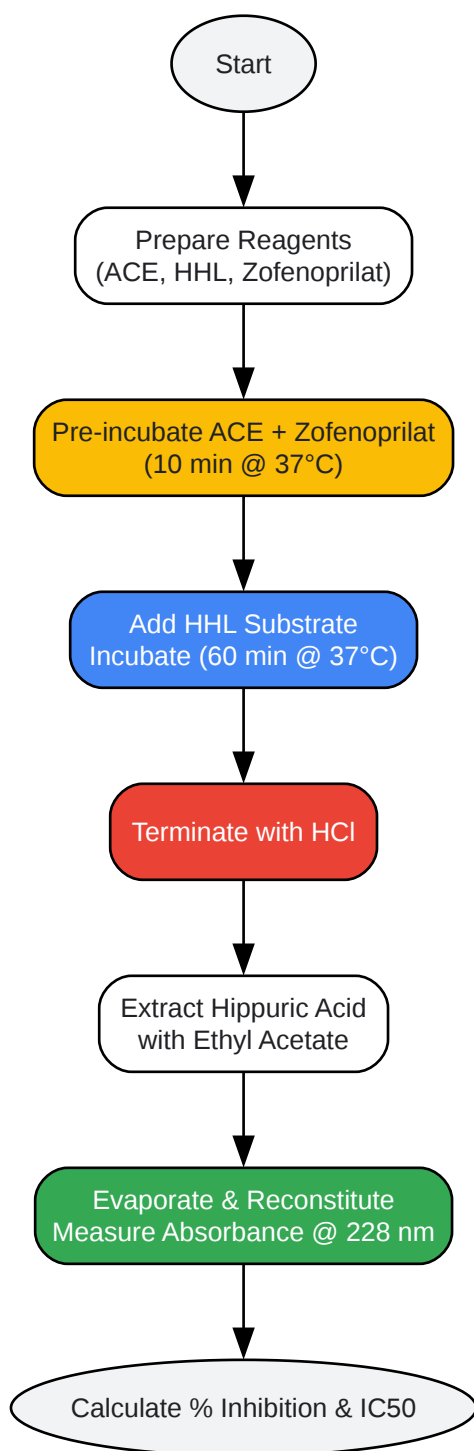 Start
Prepare Reagents
(ACE, HHL, Zofenoprilat)
Pre-incubate ACE + Zofenoprilat
(10 min @ 37°C)
Add HHL Substrate
Incubate (60 min @ 37°C)
Terminate with HCl
Extract Hippuric Acid
with Ethyl Acetate
Evaporate & Reconstitute
Measure Absorbance @ 228 nm
Calculate % Inhibition & IC50